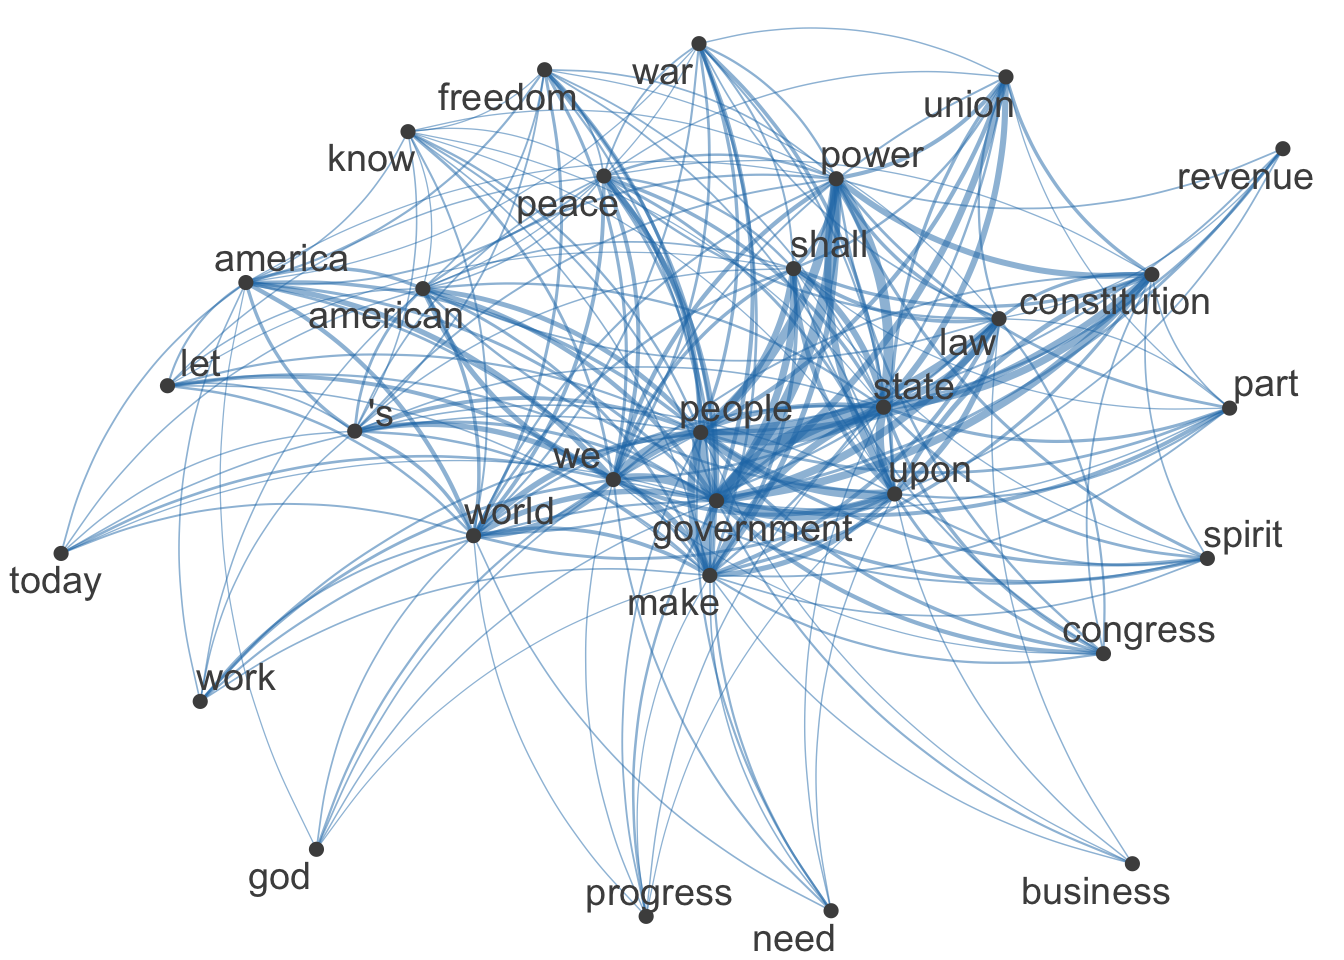 war
freedom
union
know
power
revenue
peace
shall
america
constitution
american
law
let
state
part
's
people
we
upon
world
government
spirit
today
make
congress
work
god
progress
business
need